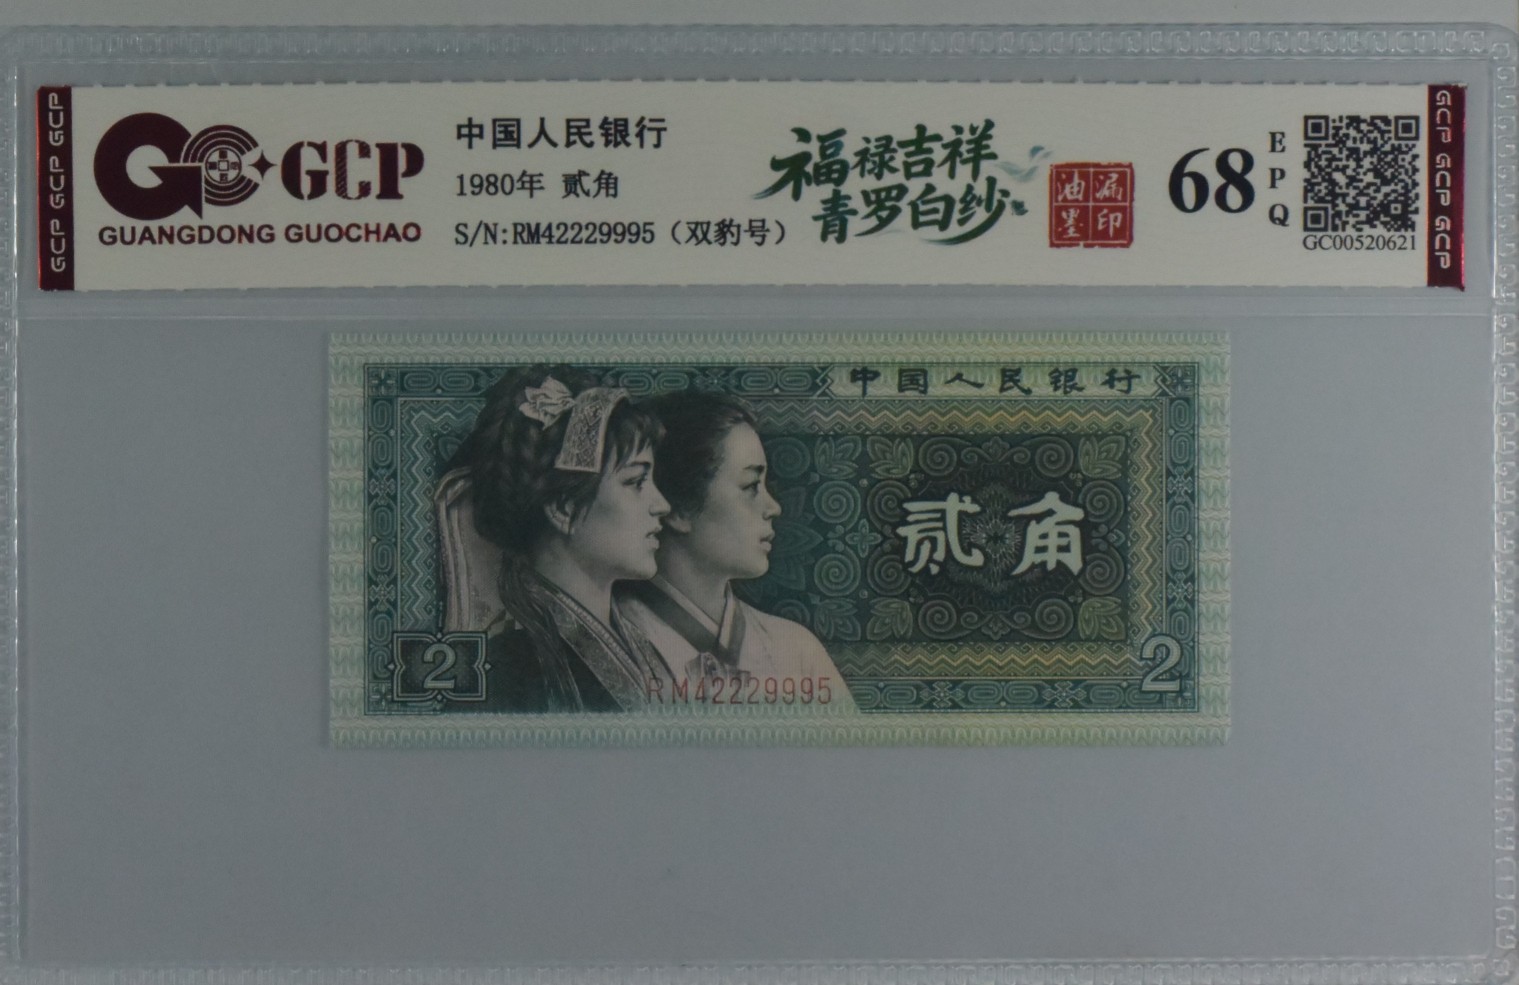 GCP GCP GCP
GCP
GUANGDONG GUOCHAO
中国人民银行
1980年 贰角
S/N:RM42229995（双豹号）
福禄吉祥
青罗白纱
油漏
墨印
68
EPQ
GC00520621
GCP GCP GCP
中国人民银行
贰角
2
2
RM42229995